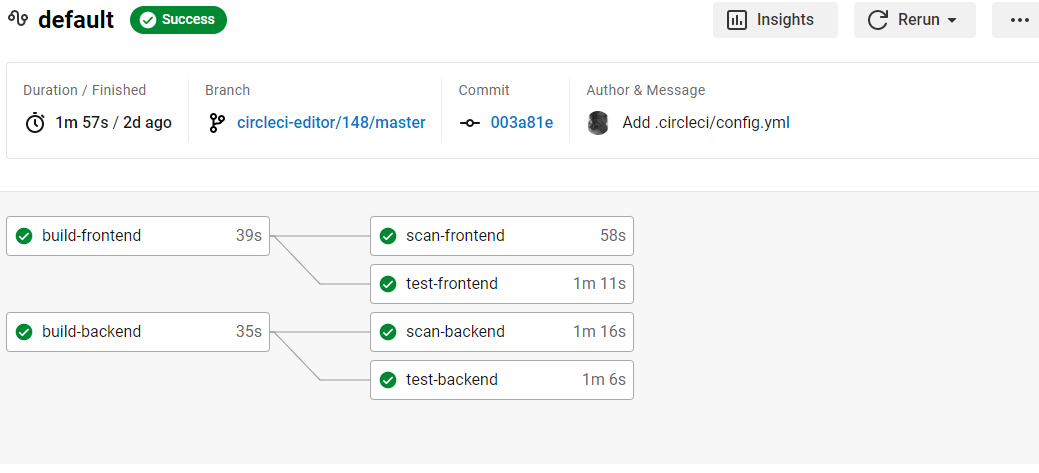 default Success Insights Rerun ...
Duration / Finished Branch Commit Author & Message
1m 57s / 2d ago circleci-editor/148/master 003a81e Add .circleci/config.yml
build-frontend 39s scan-frontend 58s
test-frontend 1m 11s
build-backend 35s scan-backend 1m 16s
test-backend 1m 6s